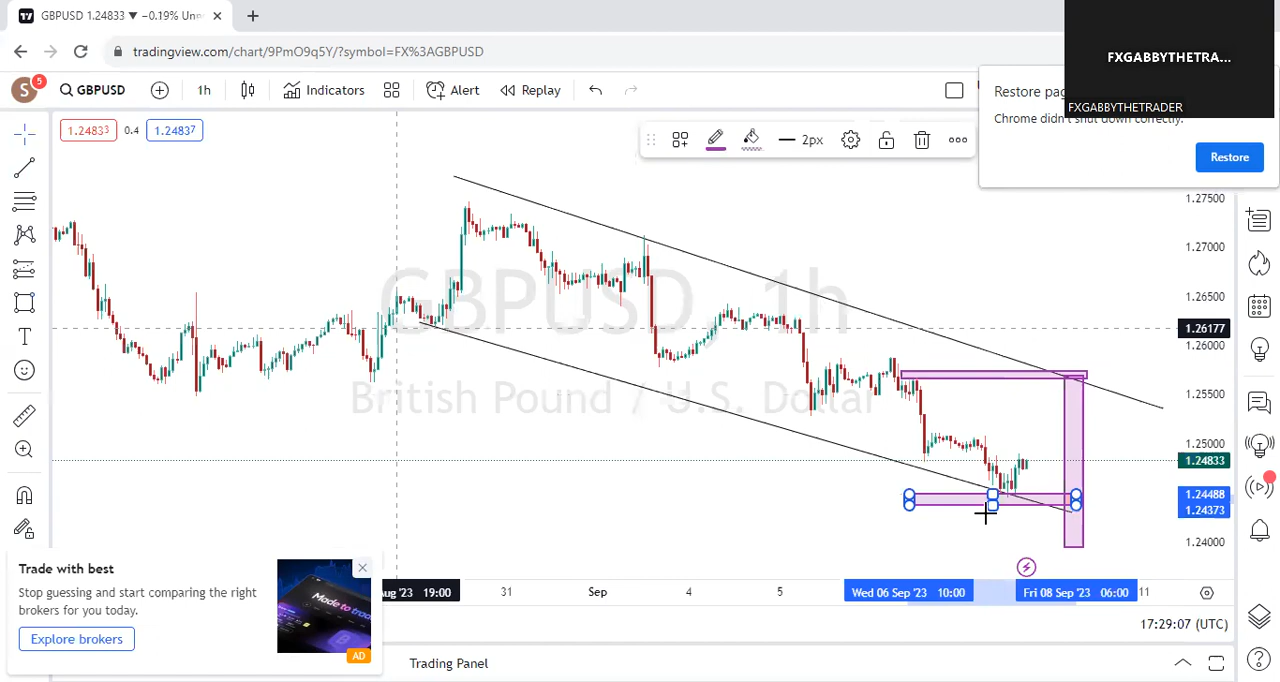 GBPUSD 1.24833 ▼ −0.19% Unn
tradingview.com/chart/9PmO9q5Y/?symbol=FX%3AGBPUSD
FXGABBYTHETRA...
FXGABBYTHETRADER
Restore pag
Chrome didn't shut down correctly.
Restore
S
5
GBPUSD
1h
Indicators
Alert
Replay
1.24833
0.4
1.24837
2px
GBPUSD, 1h
British Pound / U.S. Dollar
1.27500
1.27000
1.26500
1.26177
1.26000
1.25500
1.25000
1.24833
1.24488
1.24373
1.24000
Aug '23 19:00
31
Sep
4
5
Wed 06 Sep '23 10:00
Fri 08 Sep '23 06:00
11
17:29:07 (UTC)
Trade with best
Stop guessing and start comparing the right
brokers for you today.
Explore brokers
Made to trad
AD
Trading Panel